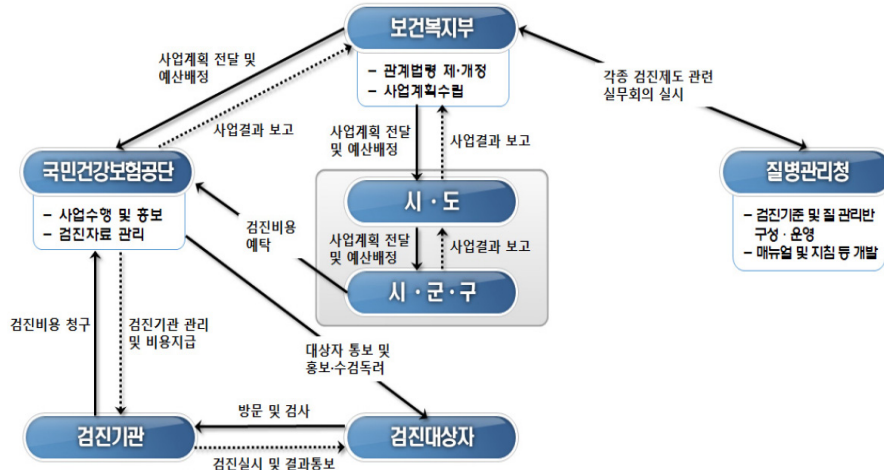 보건복지부
- 관계법령 제·개정
- 사업계획수립
사업계획 전달 및
예산배정
사업결과 보고
각종 검진제도 관련
실무회의 실시
사업계획 전달
및 예산배정
사업결과 보고
국민건강보험공단
- 사업수행 및 홍보
- 검진자료 관리
시·도
질병관리청
- 검진기준 및 질 관리반
구성·운영
- 매뉴얼 및 지침 등 개발
검진비용
예탁
사업계획 전달
및 예산배정
사업결과 보고
시·군·구
검진비용 청구
검진기관 관리
및 비용지급
대상자 통보 및
홍보·수검독려
방문 및 검사
검진기관
검진대상자
검진실시 및 결과통보